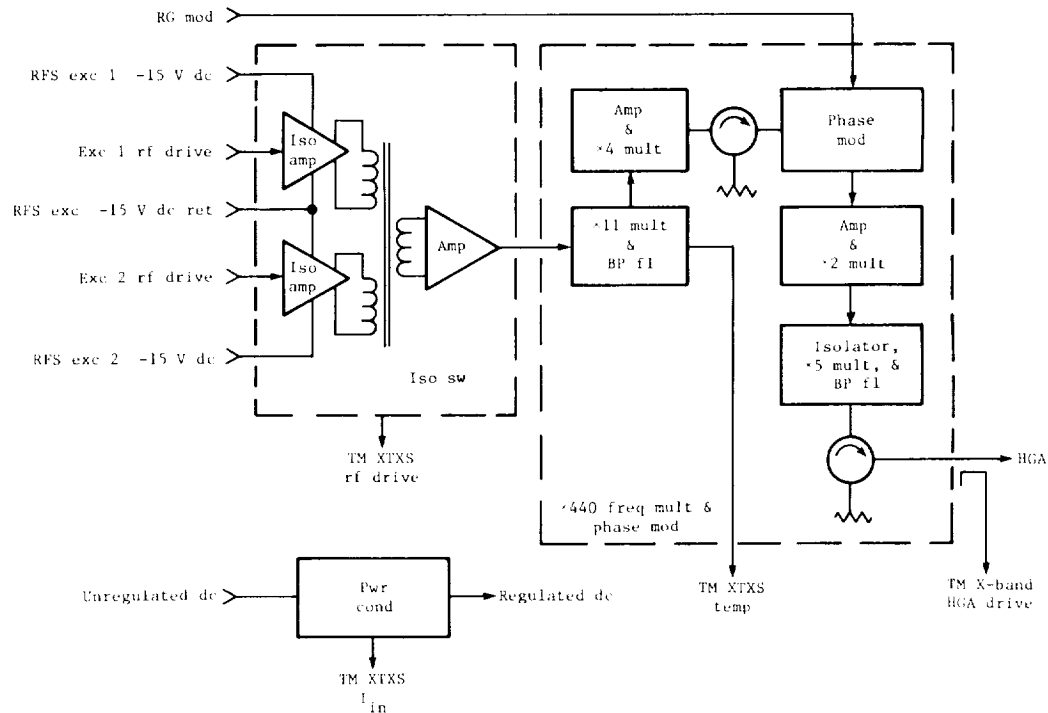 RG mod
RFS exc 1 -15 V dc
Exc 1 rf drive
RFS exc -15 V dc ret
Exc 2 rf drive
RFS exc 2 -15 V dc
Iso
amp
Iso
amp
Amp
Iso sw
TM XTXS
rf drive
Amp
&
×4 mult
×11 mult
&
BP fl
Phase
mod
Amp
&
×2 mult
Isolator,
×5 mult, &
BP fl
HGA
×440 freq mult &
phase mod
TM XTXS
temp
TM X-band
HGA drive
Unregulated dc
Pwr
cond
Regulated dc
TM XTXS
I in